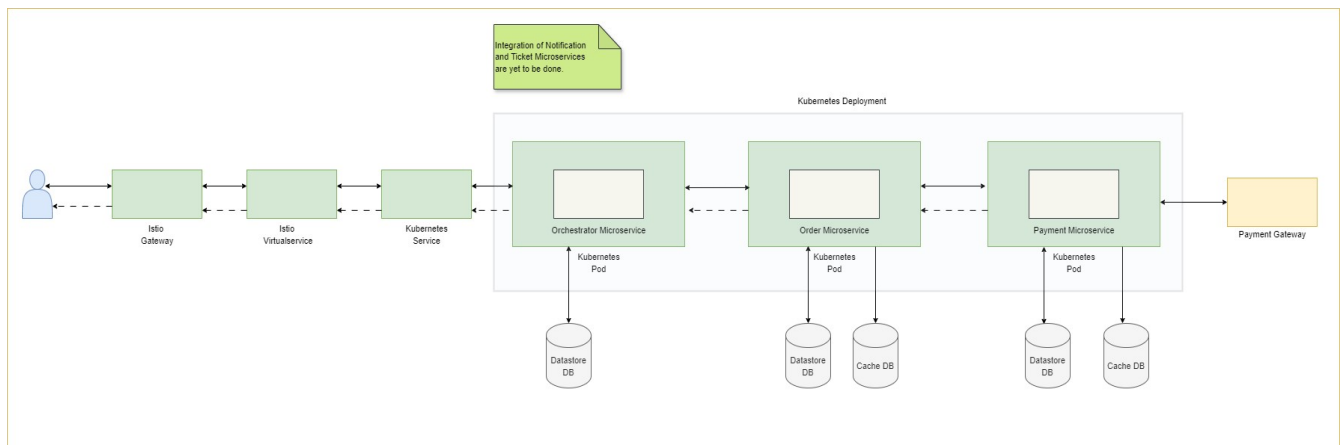 Integration of Notification
and Ticket Microservices
are yet to be done.
Kubernetes Deployment
Istio
Gateway
Istio
Virtualservice
Kubernetes
Service
Orchestrator Microservice
Kubernetes
Pod
Order Microservice
Kubernetes
Pod
Payment Microservice
Kubernetes
Pod
Payment Gateway
Datastore
DB
Datastore
DB
Cache DB
Datastore
DB
Cache DB